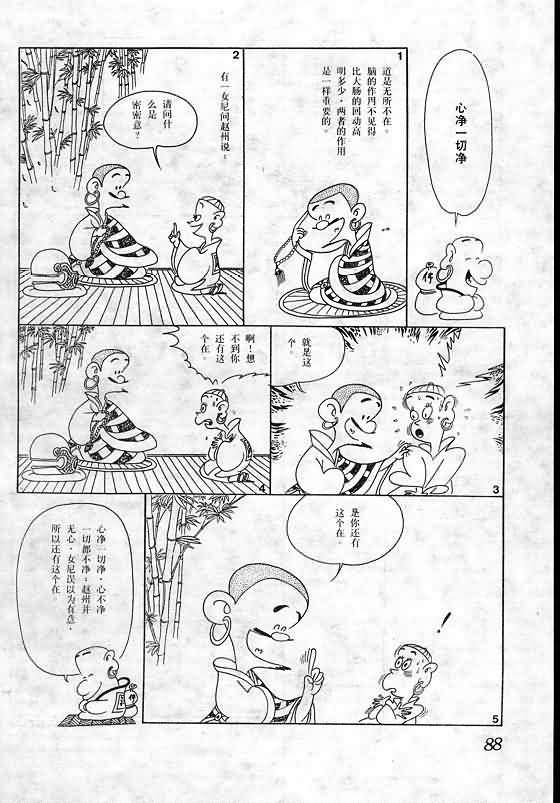 心净一切净
1
道是无所不在。
脑的作用不见得
比大肠的回动高
明多少，两者的作用
是一样重要的。
2
有一女尼问赵州说：
请问什
么是
密密意？
3
就是这
个。
4
啊！想
不到你
还有这
个在。
5
是你还有
这个在。
!
心净一切净，心不净
一切都不净；赵州并
无心，女尼误以为有意，
所以还有这个在
88